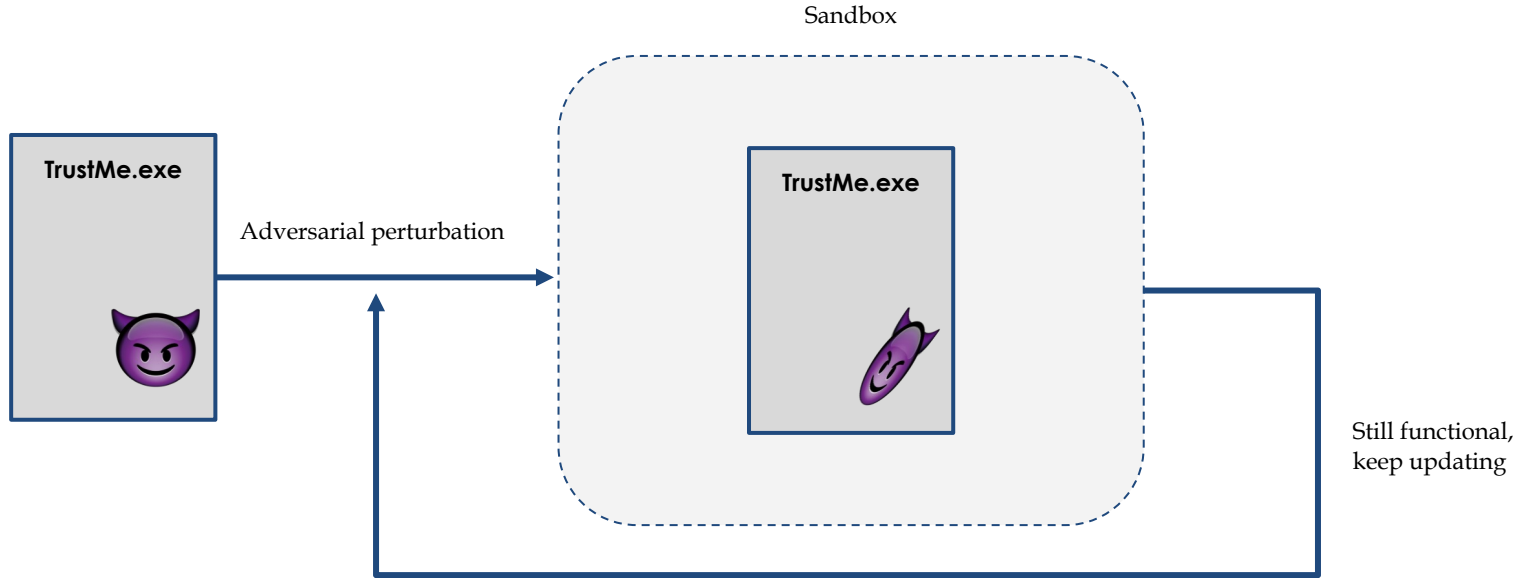 Sandbox
TrustMe.exe
TrustMe.exe
Adversarial perturbation
Still functional,
keep updating